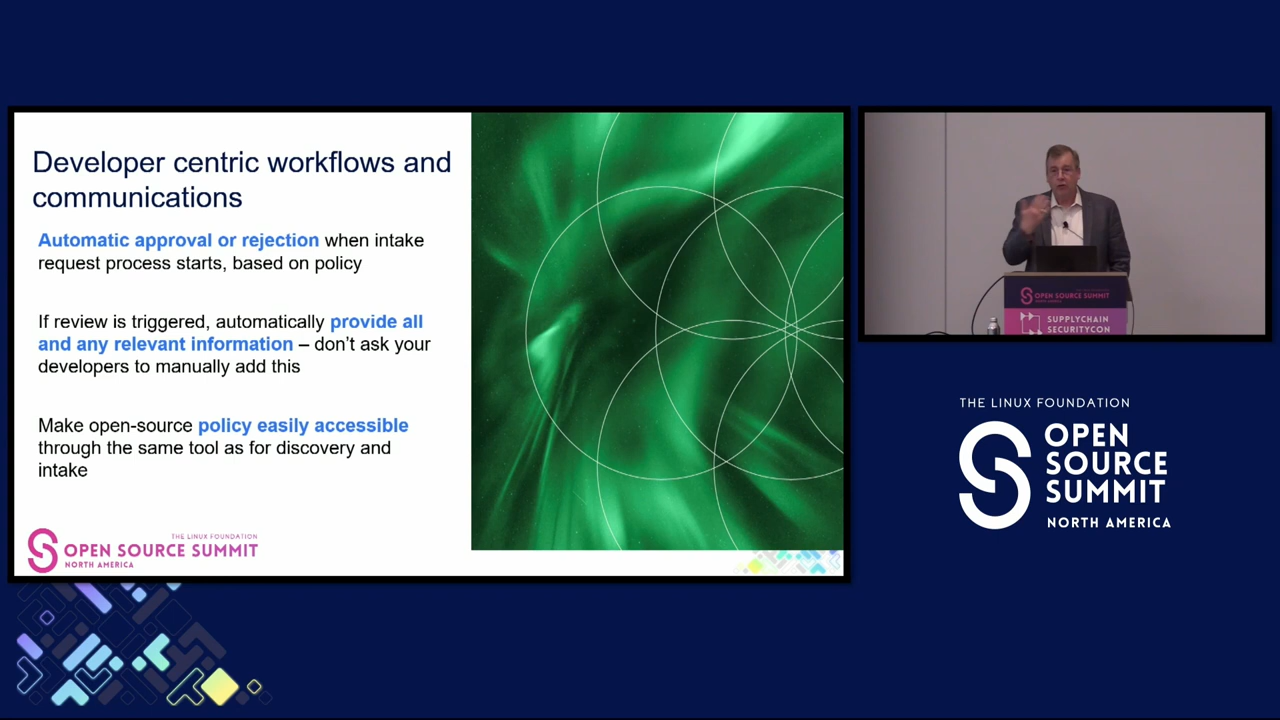 Developer centric workflows and
communications
Automatic approval or rejection when intake
request process starts, based on policy
If review is triggered, automatically provide all
and any relevant information – don’t ask your
developers to manually add this
Make open-source policy easily accessible
through the same tool as for discovery and
intake
THE LINUX FOUNDATION
OPEN SOURCE SUMMIT
NORTH AMERICA
OPEN SOURCE SUMMIT
SUPPLYCHAIN
SECURITYCON
THE LINUX FOUNDATION
OPEN
SOURCE
SUMMIT
NORTH AMERICA